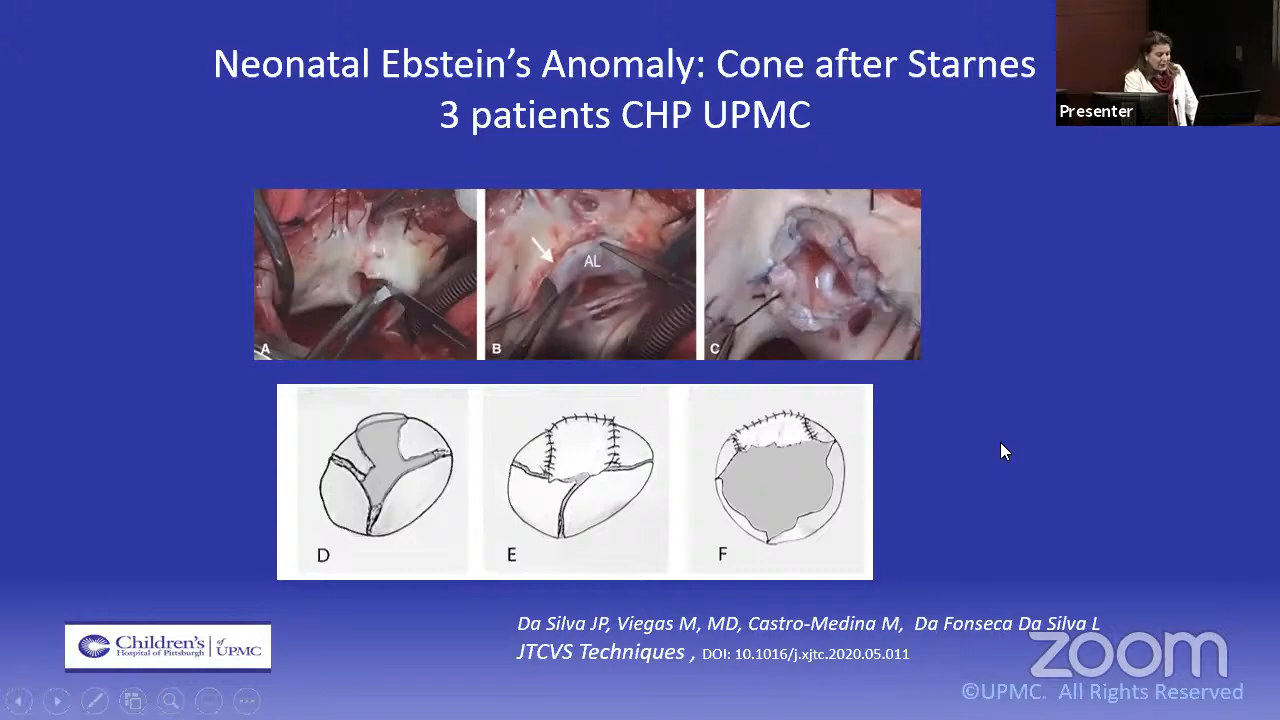 Neonatal Ebstein's Anomaly: Cone after Starnes
3 patients CHP UPMC
Presenter
AL
A
B
C
D
E
F
Da Silva JP, Viegas M, MD, Castro-Medina M, Da Fonseca Da Silva L
JTCVS Techniques , DOI: 10.1016/j.xjtc.2020.05.011
Children's
Hospital of Pittsburgh
of
UPMC
zoom
©UPMC. All Rights Reserved